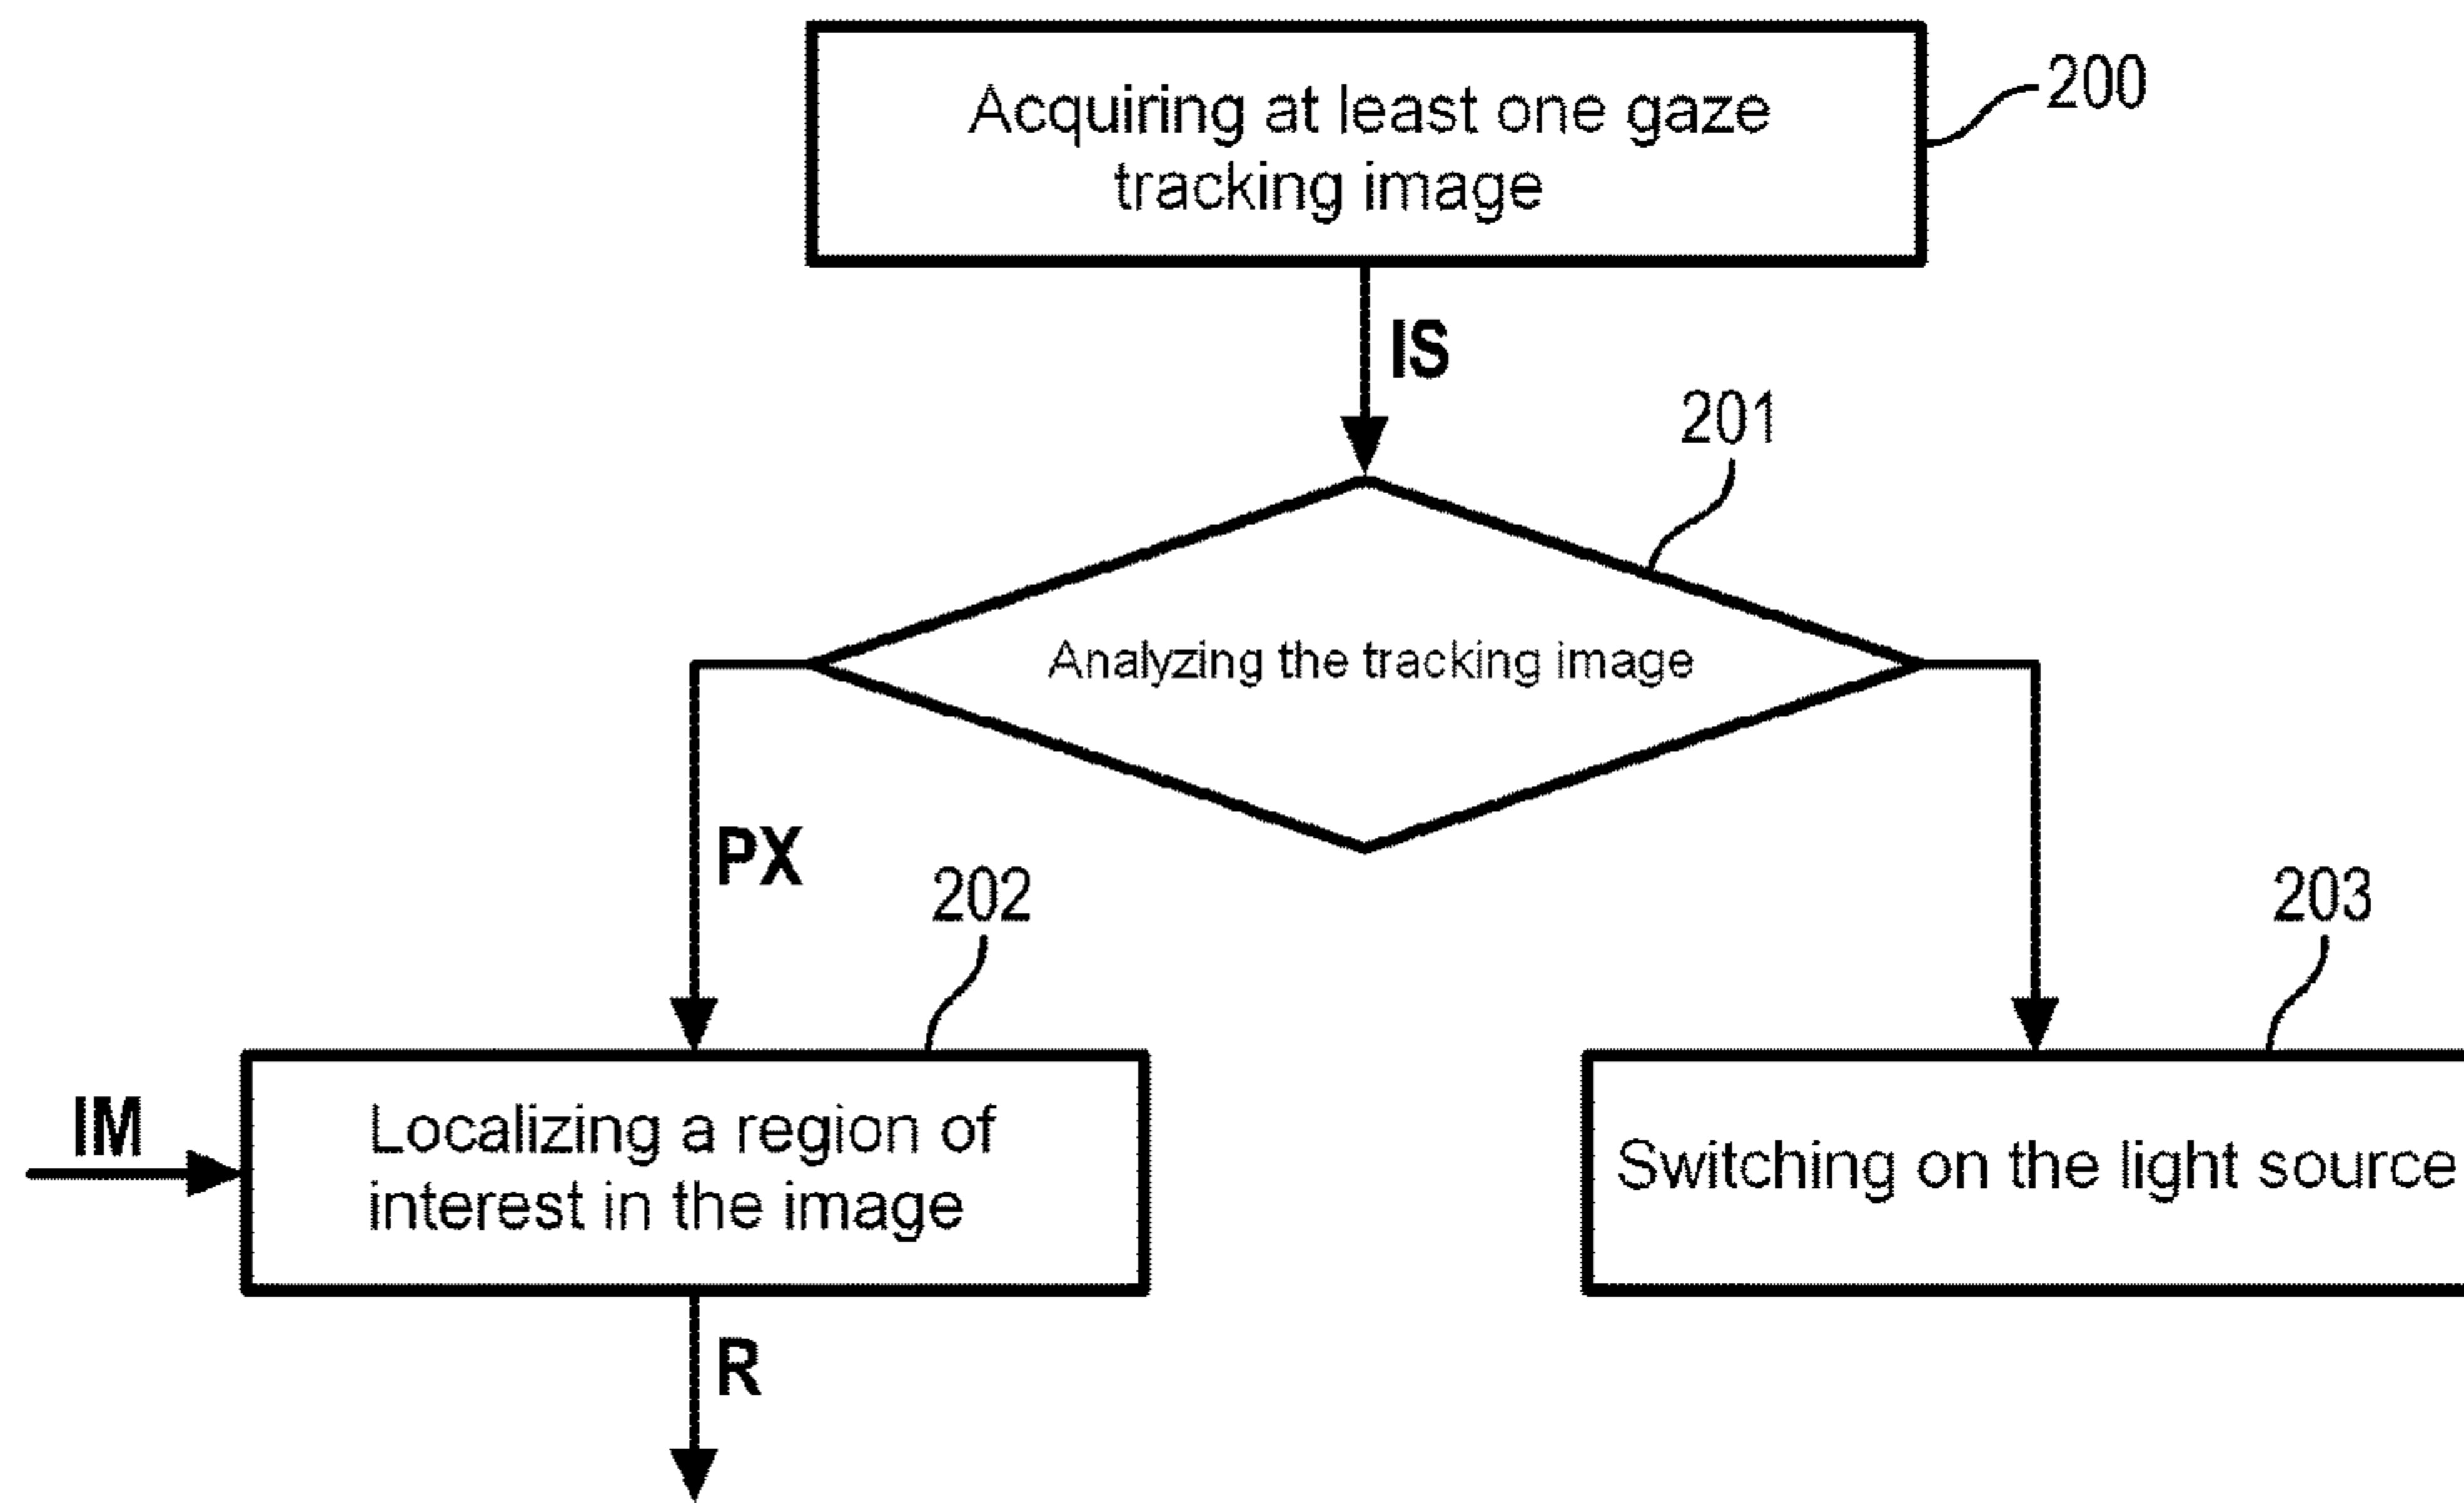 Acquiring at least one gaze
tracking image
200
IS
201
Analyzing the tracking image
PX
202
203
IM
Localizing a region of
interest in the image
Switching on the light source
R